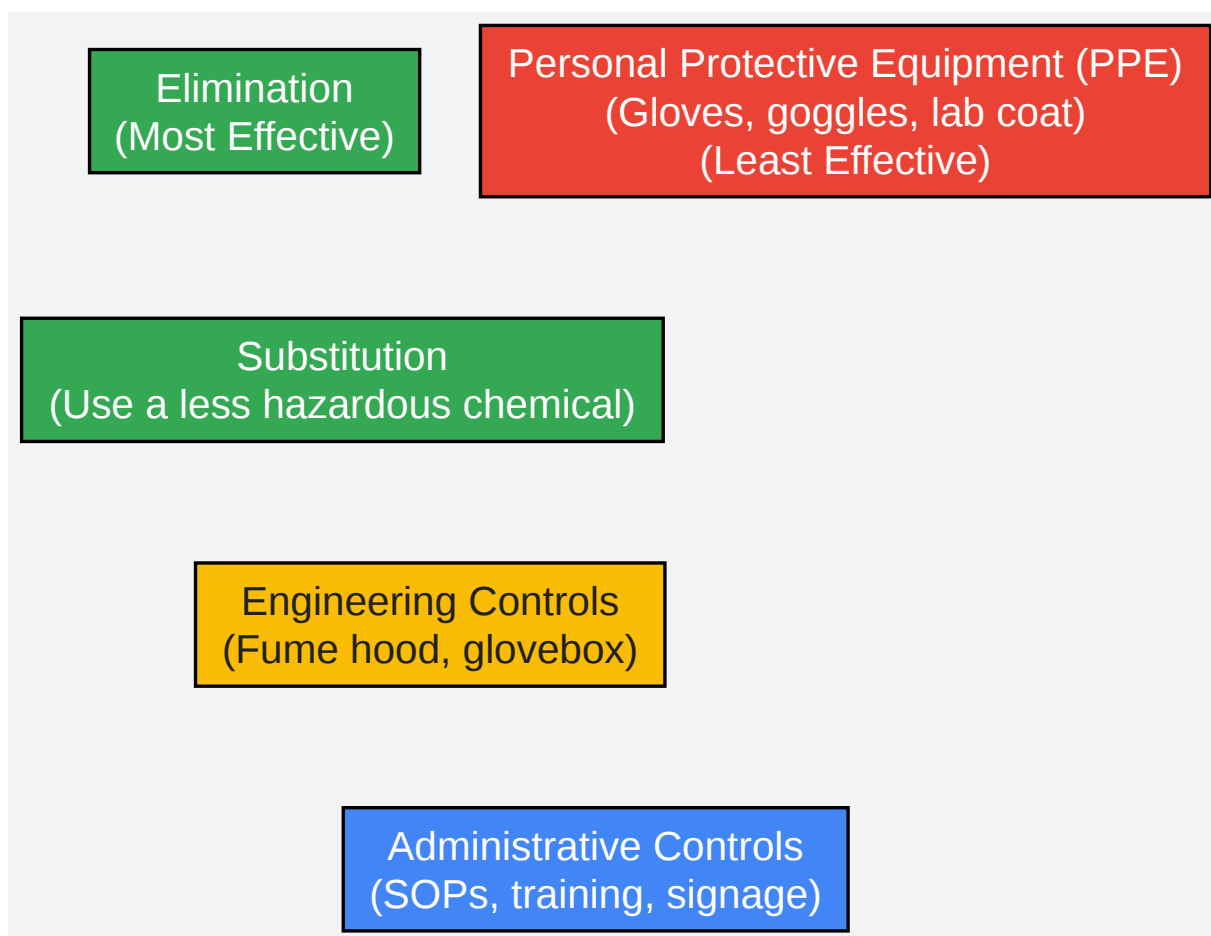 Elimination
(Most Effective)
Personal Protective Equipment (PPE)
(Gloves, goggles, lab coat)
(Least Effective)
Substitution
(Use a less hazardous chemical)
Engineering Controls
(Fume hood, glovebox)
Administrative Controls
(SOPs, training, signage)